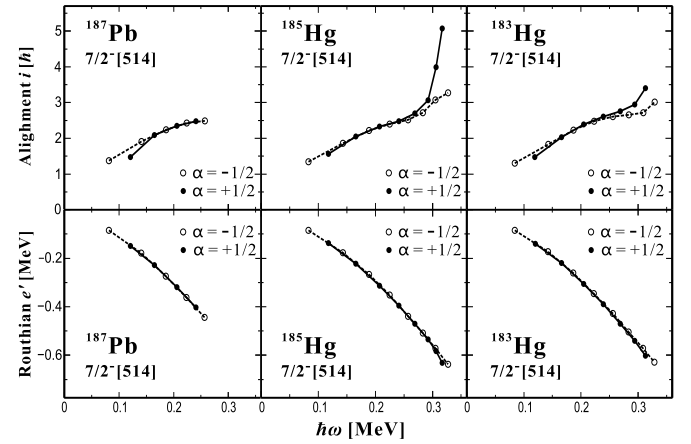 Alighment i [ħ]
5
4
3
2
1
0
187Pb
7/2⁻[514]
α = −1/2
α = +1/2
185Hg
7/2⁻[514]
α = −1/2
α = +1/2
183Hg
7/2⁻[514]
α = −1/2
α = +1/2
Routhian e′ [MeV]
−0.2
−0.4
−0.6
α = −1/2
α = +1/2
187Pb
7/2⁻[514]
α = −1/2
α = +1/2
185Hg
7/2⁻[514]
α = −1/2
α = +1/2
183Hg
7/2⁻[514]
0 0.1 0.2 0.3 0 0.1 0.2 0.3 0 0.1 0.2 0.3
ħω [MeV]